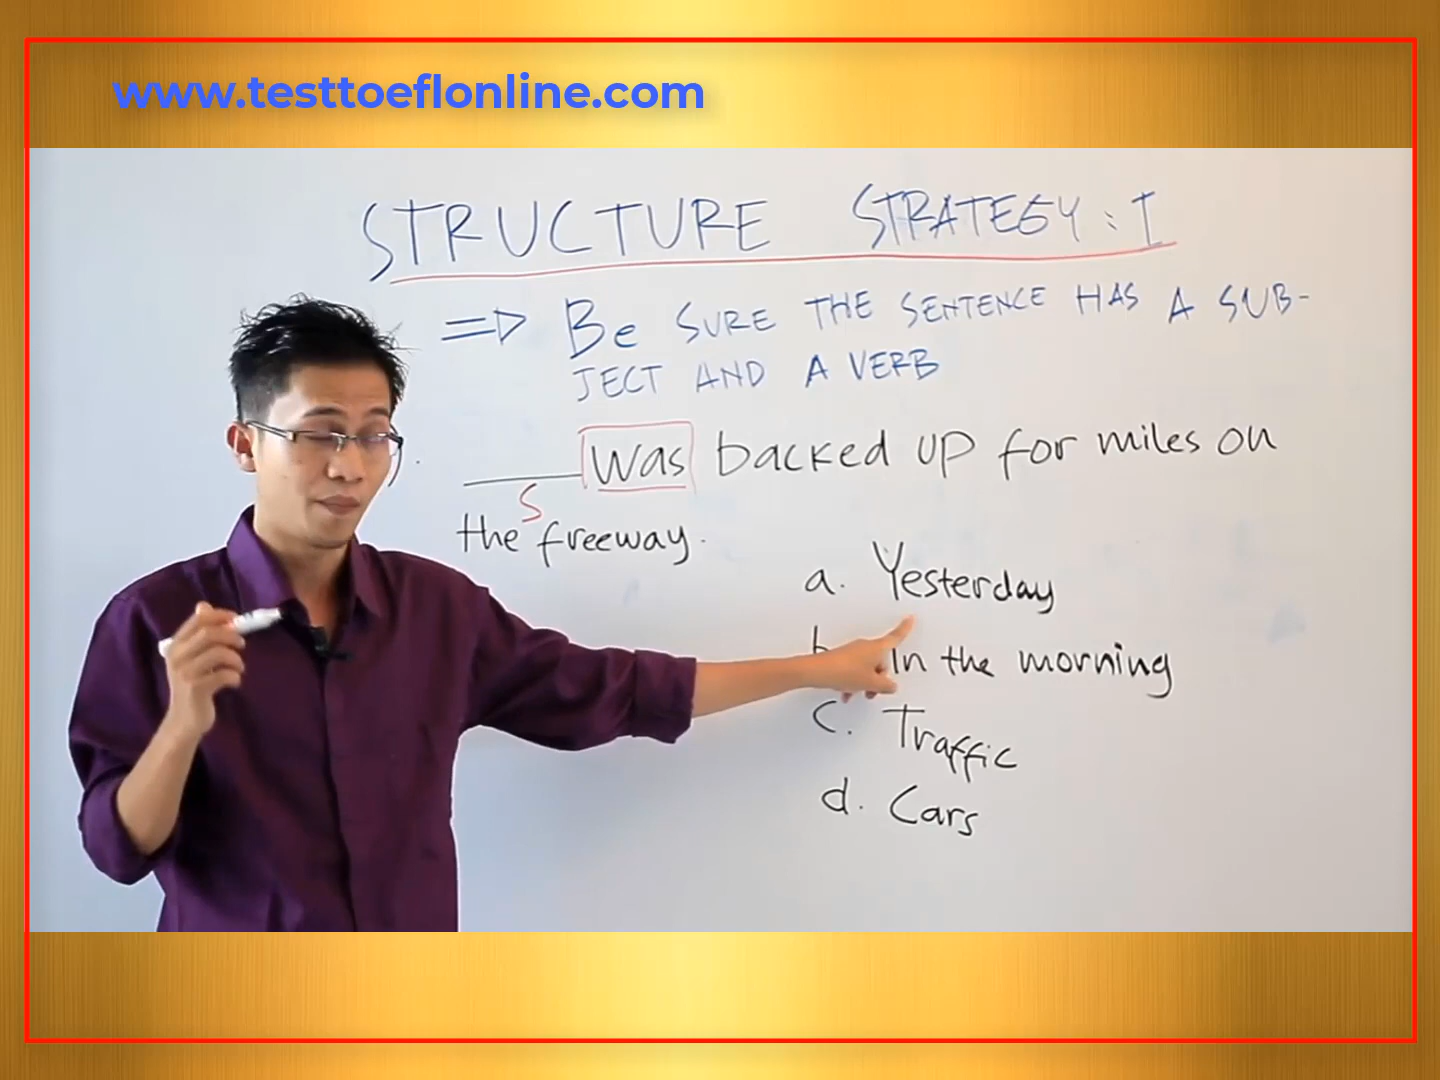 www.testtoeflonline.com
STRUCTURE STRATEGY: I
⇒ Be SURE THE SENTENCE HAS A SUB-
JECT AND A VERB
______ was backed up for miles on
S
the freeway.
a. Yesterday
b. In the morning
c. Traffic
d. Cars